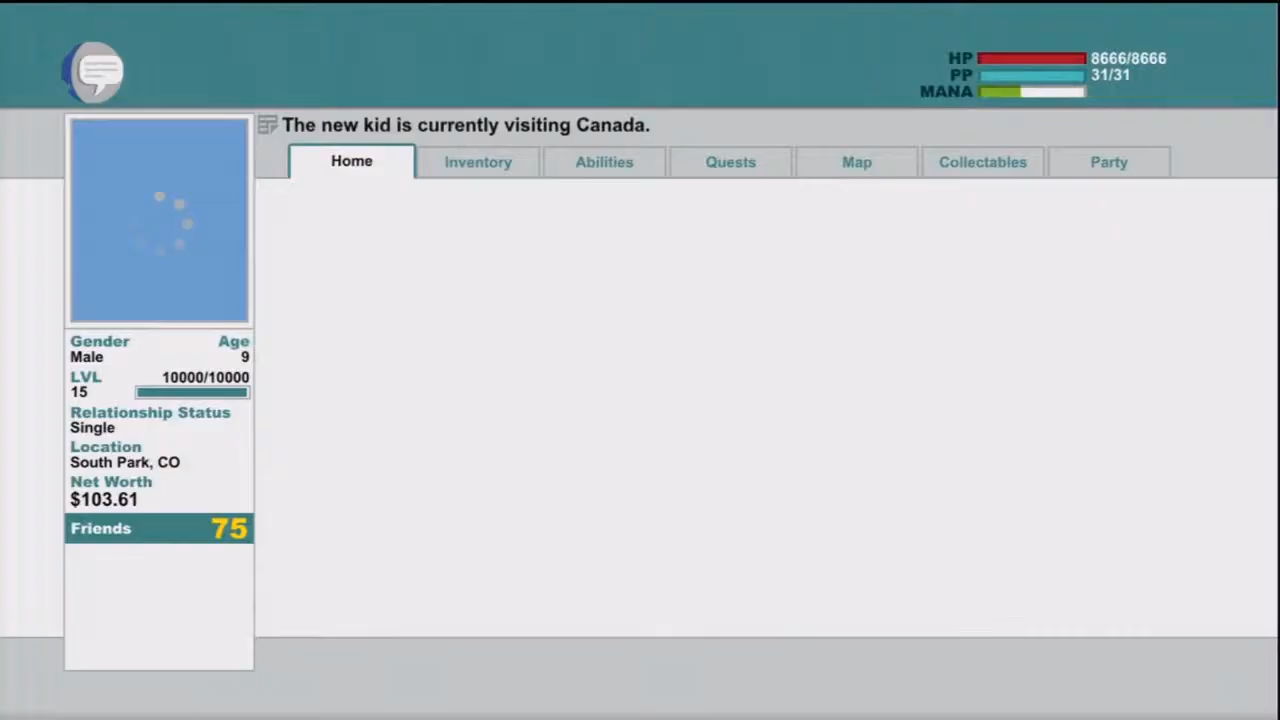 HP 8666/8666
PP 31/31
MANA
The new kid is currently visiting Canada.
Home Inventory Abilities Quests Map Collectables Party
Gender Age
Male 9
LVL 10000/10000
15
Relationship Status
Single
Location
South Park, CO
Net Worth
$103.61
Friends 75